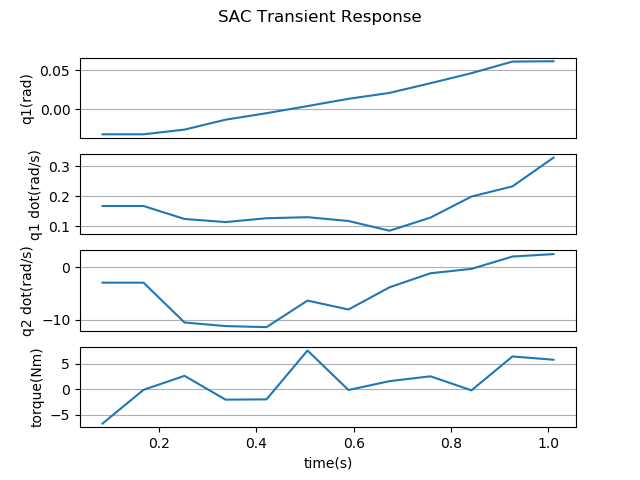 SAC Transient Response
q1(rad)
0.05
0.00
q1 dot(rad/s)
0.3
0.2
0.1
q2 dot(rad/s)
0
−10
torque(Nm)
5
0
−5
0.2 0.4 0.6 0.8 1.0
time(s)